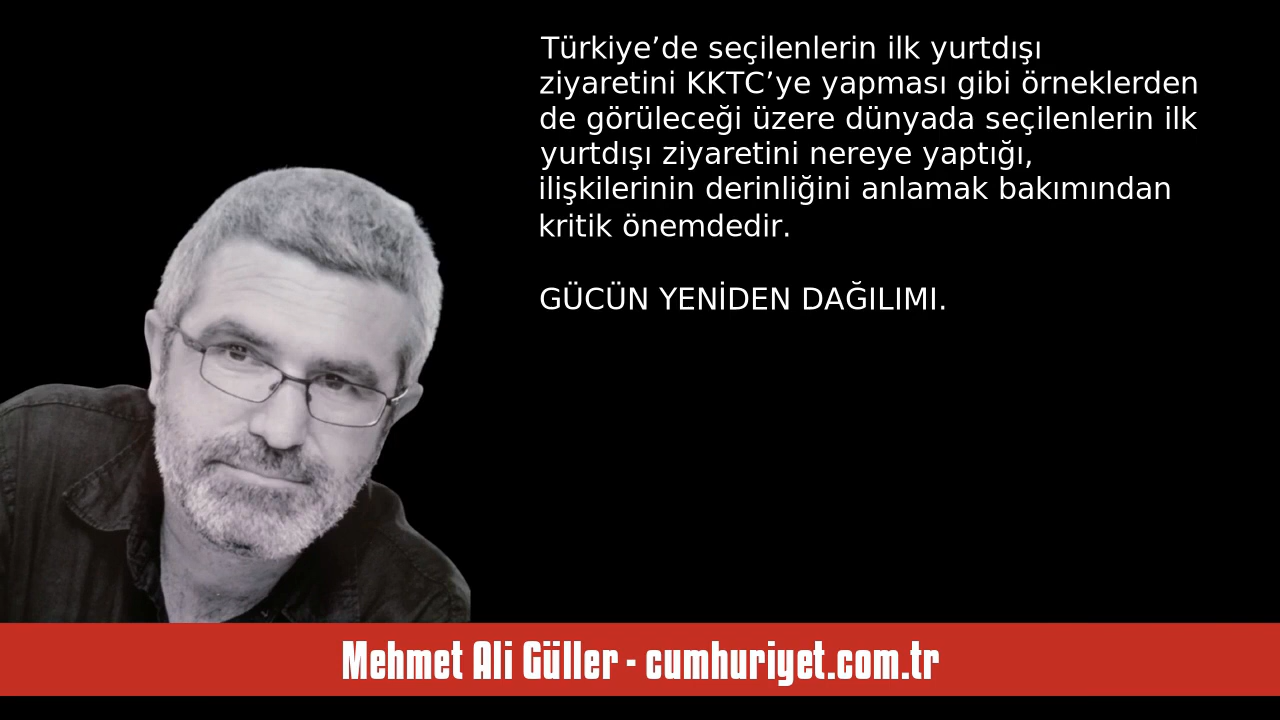 Türkiye’de seçilenlerin ilk yurtdışı
ziyaretini KKTC’ye yapması gibi örneklerden
de görüleceği üzere dünyada seçilenlerin ilk
yurtdışı ziyaretini nereye yaptığı,
ilişkilerinin derinliğini anlamak bakımından
kritik önemdedir.
GÜCÜN YENİDEN DAĞILIMI.
Mehmet Ali Güller - cumhuriyet.com.tr